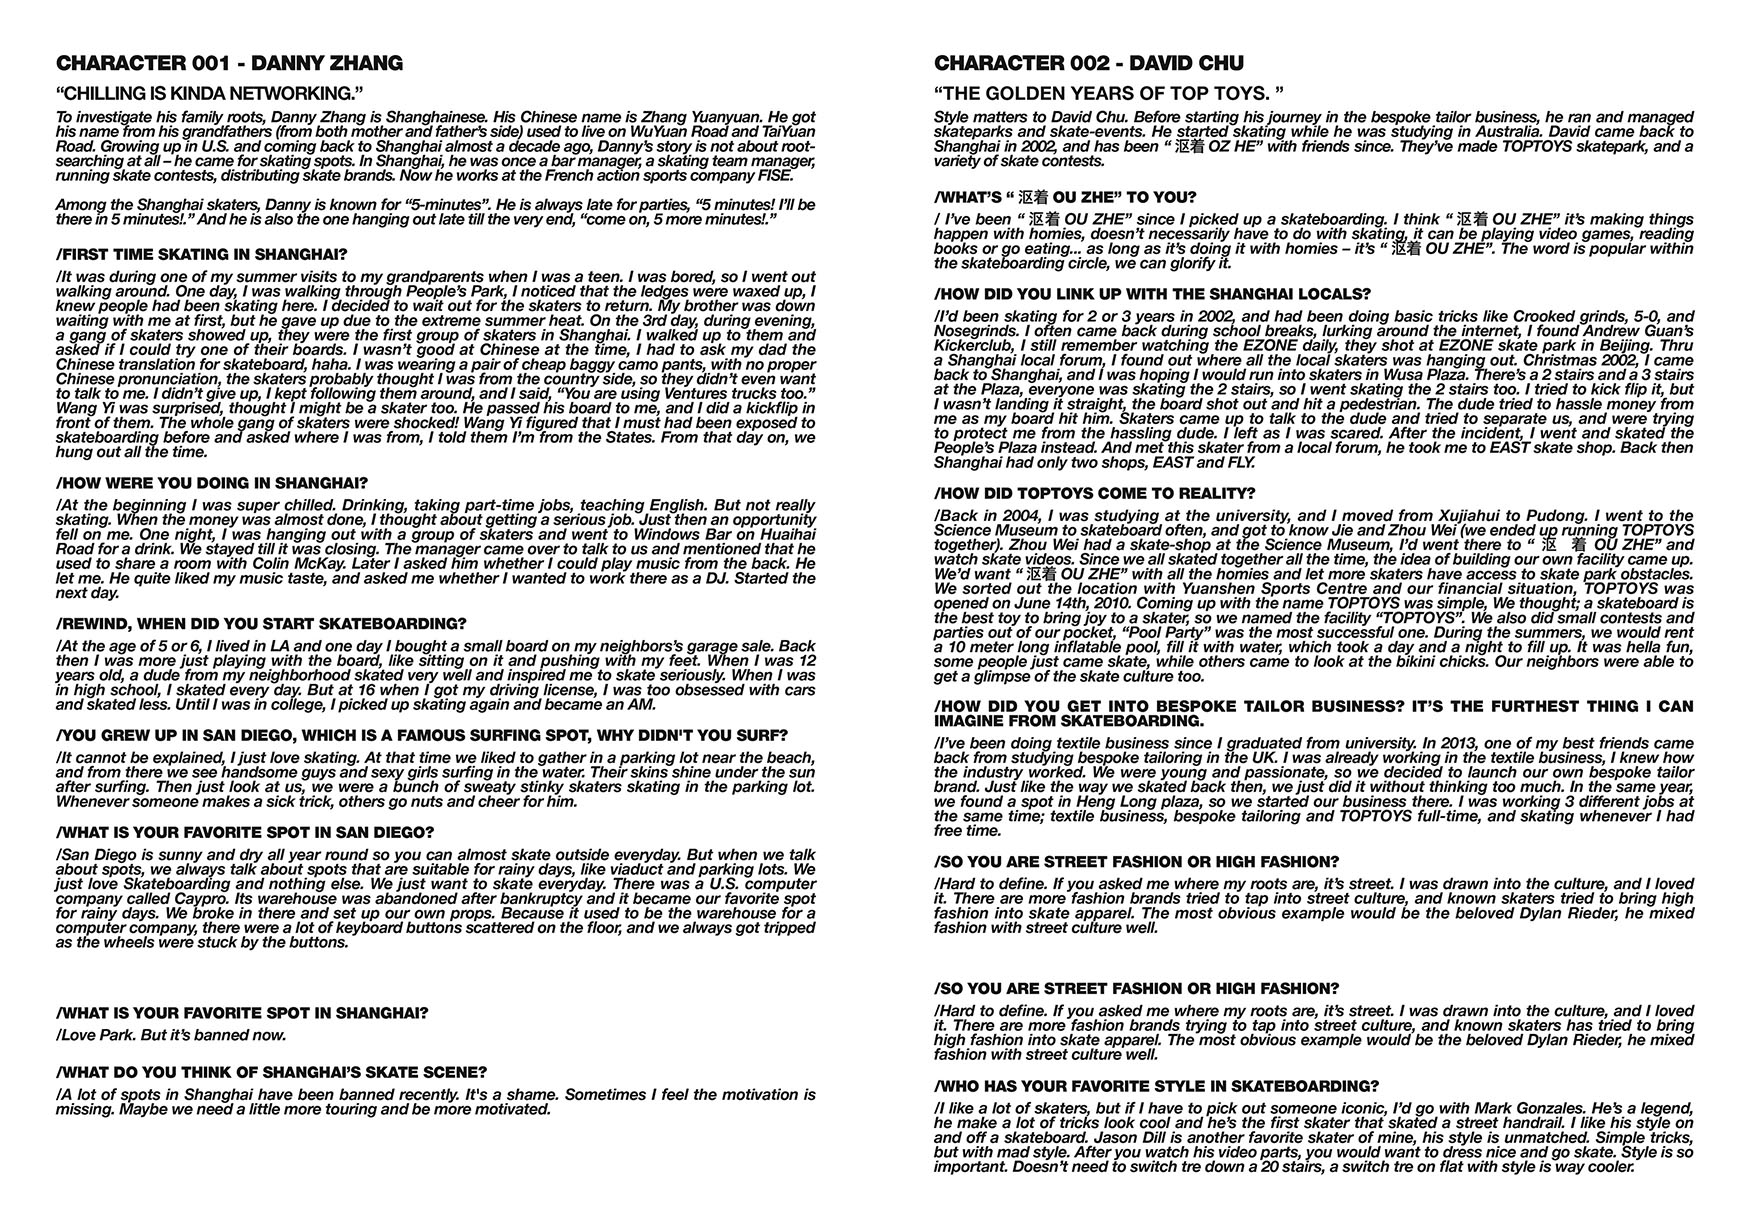 CHARACTER 001 - DANNY ZHANG
“CHILLING IS KINDA NETWORKING.”
To investigate his family roots, Danny Zhang is Shanghainese. His Chinese name is Zhang Yuanyuan. He got
his name from his grandfathers (from both mother and father’s side) used to live on WuYuan Road and TaiYuan
Road. Growing up in U.S. and coming back to Shanghai almost a decade ago, Danny’s story is not about root-
searching at all – he came for skating spots. In Shanghai, he was once a bar manager, a skating team manager,
running skate contests, distributing skate brands. Now he works at the French action sports company FISE.
Among the Shanghai skaters, Danny is known for “5-minutes”. He is always late for parties, “5 minutes! I’ll be
there in 5 minutes!.” And he is also the one hanging out late till the very end, “come on, 5 more minutes!.”
/FIRST TIME SKATING IN SHANGHAI?
/It was during one of my summer visits to my grandparents when I was a teen. I was bored, so I went out
walking around. One day, I was walking through People’s Park, I noticed that the ledges were waxed up, I
knew people had been skating here. I decided to wait out for the skaters to return. My brother was down
waiting with me at first, but he gave up due to the extreme summer heat. On the 3rd day, during evening,
a gang of skaters showed up, they were the first group of skaters in Shanghai. I walked up to them and
asked if I could try one of their boards. I wasn’t good at Chinese at the time, I had to ask my dad the
Chinese translation for skateboard, haha. I was wearing a pair of cheap baggy camo pants, with no proper
Chinese pronunciation, the skaters probably thought I was from the country side, so they didn’t even want
to talk to me. I didn’t give up, I kept following them around, and I said, “You are using Ventures trucks too.”
Wang Yi was surprised, thought I might be a skater too. He passed his board to me, and I did a kickflip in
front of them. The whole gang of skaters were shocked! Wang Yi figured that I must had been exposed to
skateboarding before and asked where I was from, I told them I’m from the States. From that day on, we
hung out all the time.
/HOW WERE YOU DOING IN SHANGHAI?
/At the beginning I was super chilled. Drinking, taking part-time jobs, teaching English. But not really
skating. When the money was almost done, I thought about getting a serious job. Just then an opportunity
fell on me. One night, I was hanging out with a group of skaters and went to Windows Bar on Huaihai
Road for a drink. We stayed till it was closing. The manager came over to talk to us and mentioned that he
used to share a room with Colin McKay. Later I asked him whether I could play music from the back. He
let me. He quite liked my music taste, and asked me whether I wanted to work there as a DJ. Started the
next day.
/REWIND, WHEN DID YOU START SKATEBOARDING?
/At the age of 5 or 6, I lived in LA and one day I bought a small board on my neighbors’s garage sale. Back
then I was more just playing with the board, like sitting on it and pushing with my feet. When I was 12
years old, a dude from my neighborhood skated very well and inspired me to skate seriously. When I was
in high school, I skated every day. But at 16 when I got my driving license, I was too obsessed with cars
and skated less. Until I was in college, I picked up skating again and became an AM.
/YOU GREW UP IN SAN DIEGO, WHICH IS A FAMOUS SURFING SPOT, WHY DIDN'T YOU SURF?
/It cannot be explained, I just love skating. At that time we liked to gather in a parking lot near the beach,
and from there we see handsome guys and sexy girls surfing in the water. Their skins shine under the sun
after surfing. Then just look at us, we were a bunch of sweaty stinky skaters skating in the parking lot.
Whenever someone makes a sick trick, others go nuts and cheer for him.
/WHAT IS YOUR FAVORITE SPOT IN SAN DIEGO?
/San Diego is sunny and dry all year round so you can almost skate outside everyday. But when we talk
about spots, we always talk about spots that are suitable for rainy days, like viaduct and parking lots. We
just love Skateboarding and nothing else. We just want to skate everyday. There was a U.S. computer
company called Caypro. Its warehouse was abandoned after bankruptcy and it became our favorite spot
for rainy days. We broke in there and set up our own props. Because it used to be the warehouse for a
computer company, there were a lot of keyboard buttons scattered on the floor, and we always got tripped
as the wheels were stuck by the buttons.
/WHAT IS YOUR FAVORITE SPOT IN SHANGHAI?
/Love Park. But it’s banned now.
/WHAT DO YOU THINK OF SHANGHAI’S SKATE SCENE?
/A lot of spots in Shanghai have been banned recently. It's a shame. Sometimes I feel the motivation is
missing. Maybe we need a little more touring and be more motivated.
CHARACTER 002 - DAVID CHU
“THE GOLDEN YEARS OF TOP TOYS. ”
Style matters to David Chu. Before starting his journey in the bespoke tailor business, he ran and managed
skateparks and skate-events. He started skating while he was studying in Australia. David came back to
Shanghai in 2002, and has been “ 沤着 OZ HE” with friends since. They’ve made TOPTOYS skatepark, and a
variety of skate contests.
/WHAT’S “ 沤着 OU ZHE” TO YOU?
/ I’ve been “ 沤着 OU ZHE” since I picked up a skateboarding. I think “ 沤着 OU ZHE” it’s making things
happen with homies, doesn’t necessarily have to do with skating, it can be playing video games, reading
books or go eating... as long as it’s doing it with homies – it’s “ 沤着 OU ZHE”. The word is popular within
the skateboarding circle, we can glorify it.
/HOW DID YOU LINK UP WITH THE SHANGHAI LOCALS?
/I’d been skating for 2 or 3 years in 2002, and had been doing basic tricks like Crooked grinds, 5-0, and
Nosegrinds. I often came back during school breaks, lurking around the internet, I found Andrew Guan’s
Kickerclub, I still remember watching the EZONE daily, they shot at EZONE skate park in Beijing. Thru
a Shanghai local forum, I found out where all the local skaters was hanging out. Christmas 2002, I came
back to Shanghai, and I was hoping I would run into skaters in Wusa Plaza. There’s a 2 stairs and a 3 stairs
at the Plaza, everyone was skating the 2 stairs, so I went skating the 2 stairs too. I tried to kick flip it, but
I wasn’t landing it straight, the board shot out and hit a pedestrian. The dude tried to hassle money from
me as my board hit him. Skaters came up to talk to the dude and tried to separate us, and were trying
to protect me from the hassling dude. I left as I was scared. After the incident, I went and skated the
People’s Plaza instead. And met this skater from a local forum, he took me to EAST skate shop. Back then
Shanghai had only two shops, EAST and FLY.
/HOW DID TOPTOYS COME TO REALITY?
/Back in 2004, I was studying at the university, and I moved from Xujiahui to Pudong. I went to the
Science Museum to skateboard often, and got to know Jie and Zhou Wei (we ended up running TOPTOYS
together). Zhou Wei had a skate-shop at the Science Museum, I’d went there to “ 沤 着 OU ZHE” and
watch skate videos. Since we all skated together all the time, the idea of building our own facility came up.
We’d want “ 沤着 OU ZHE” with all the homies and let more skaters have access to skate park obstacles.
We sorted out the location with Yuanshen Sports Centre and our financial situation, TOPTOYS was
opened on June 14th, 2010. Coming up with the name TOPTOYS was simple, We thought; a skateboard is
the best toy to bring joy to a skater, so we named the facility “TOPTOYS”. We also did small contests and
parties out of our pocket, “Pool Party” was the most successful one. During the summers, we would rent
a 10 meter long inflatable pool, fill it with water, which took a day and a night to fill up. It was hella fun,
some people just came skate, while others came to look at the bikini chicks. Our neighbors were able to
get a glimpse of the skate culture too.
/HOW DID YOU GET INTO BESPOKE TAILOR BUSINESS? IT’S THE FURTHEST THING I CAN
IMAGINE FROM SKATEBOARDING.
/I’ve been doing textile business since I graduated from university. In 2013, one of my best friends came
back from studying bespoke tailoring in the UK. I was already working in the textile business, I knew how
the industry worked. We were young and passionate, so we decided to launch our own bespoke tailor
brand. Just like the way we skated back then, we just did it without thinking too much. In the same year,
we found a spot in Heng Long plaza, so we started our business there. I was working 3 different jobs at
the same time; textile business, bespoke tailoring and TOPTOYS full-time, and skating whenever I had
free time.
/SO YOU ARE STREET FASHION OR HIGH FASHION?
/Hard to define. If you asked me where my roots are, it’s street. I was drawn into the culture, and I loved
it. There are more fashion brands tried to tap into street culture, and known skaters tried to bring high
fashion into skate apparel. The most obvious example would be the beloved Dylan Rieder, he mixed
fashion with street culture well.
/SO YOU ARE STREET FASHION OR HIGH FASHION?
/Hard to define. If you asked me where my roots are, it’s street. I was drawn into the culture, and I loved
it. There are more fashion brands trying to tap into street culture, and known skaters has tried to bring
high fashion into skate apparel. The most obvious example would be the beloved Dylan Rieder, he mixed
fashion with street culture well.
/WHO HAS YOUR FAVORITE STYLE IN SKATEBOARDING?
/I like a lot of skaters, but if I have to pick out someone iconic, I’d go with Mark Gonzales. He’s a legend,
he make a lot of tricks look cool and he’s the first skater that skated a street handrail. I like his style on
and off a skateboard. Jason Dill is another favorite skater of mine, his style is unmatched. Simple tricks,
but with mad style. After you watch his video parts, you would want to dress nice and go skate. Style is so
important. Doesn’t need to switch tre down a 20 stairs, a switch tre on flat with style is way cooler.